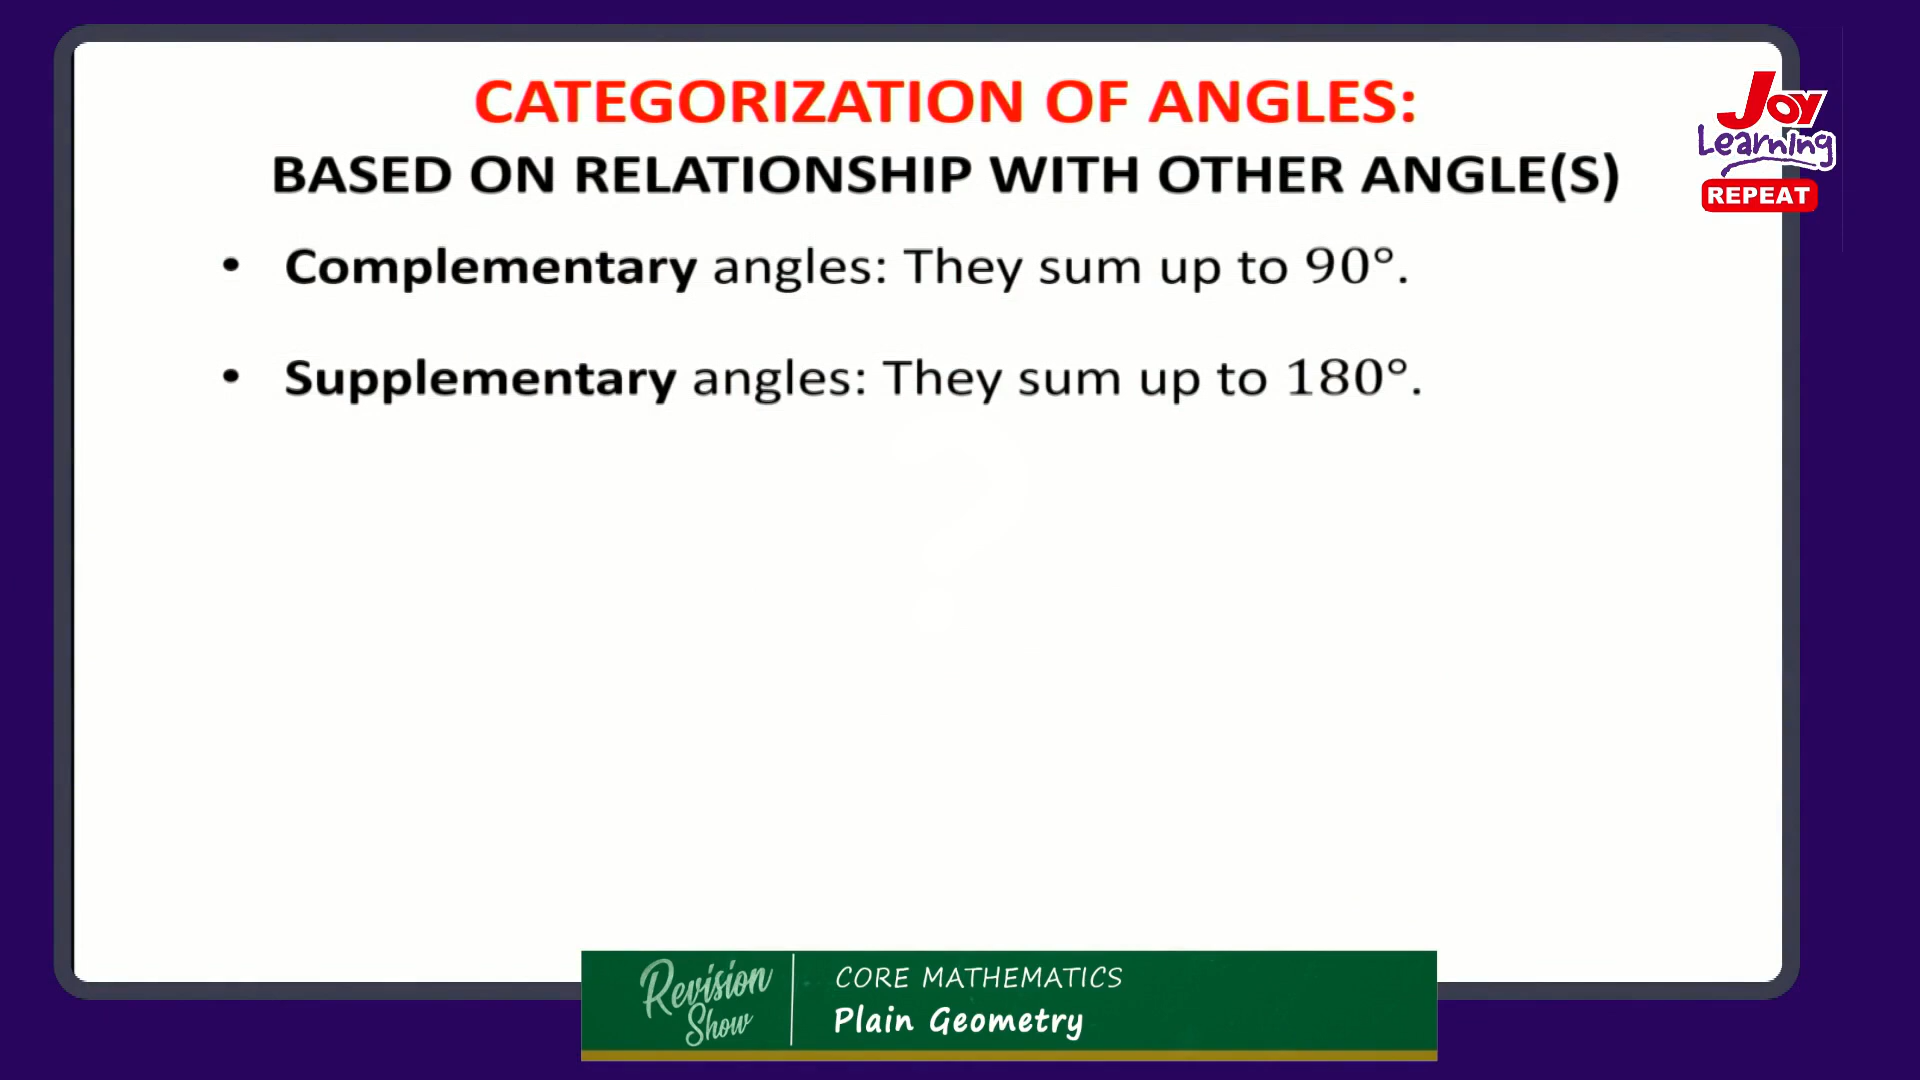 CATEGORIZATION OF ANGLES:
BASED ON RELATIONSHIP WITH OTHER ANGLE(S)
• Complementary angles: They sum up to 90°.
• Supplementary angles: They sum up to 180°.
Joy
Learning
REPEAT
Revision
Show
CORE MATHEMATICS
Plain Geometry